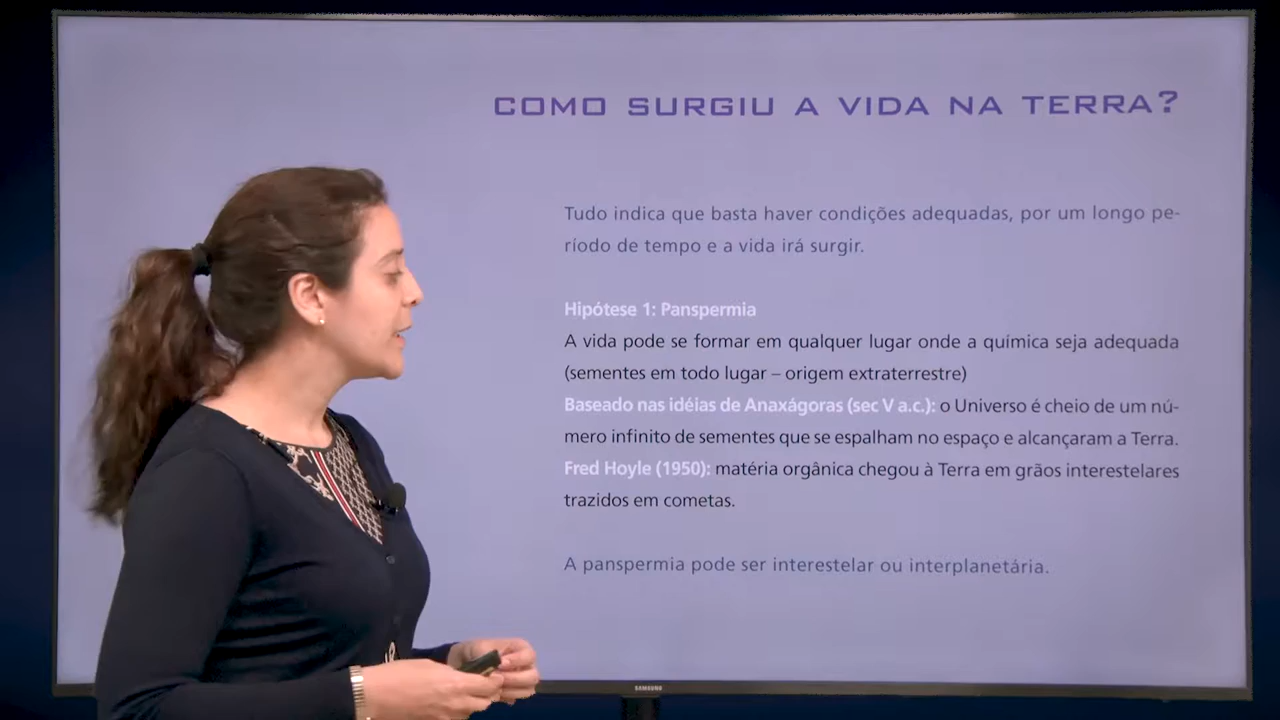 COMO SURGIU A VIDA NA TERRA?
Tudo indica que basta haver condições adequadas, por um longo pe-
ríodo de tempo e a vida irá surgir.
Hipótese 1: Panspermia
A vida pode se formar em qualquer lugar onde a química seja adequada
(sementes em todo lugar – origem extraterrestre)
Baseado nas idéias de Anaxágoras (sec V a.c.): o Universo é cheio de um nú-
mero infinito de sementes que se espalham no espaço e alcançaram a Terra.
Fred Hoyle (1950): matéria orgânica chegou à Terra em grãos interestelares
trazidos em cometas.
A panspermia pode ser interestelar ou interplanetária.
SAMSUNG